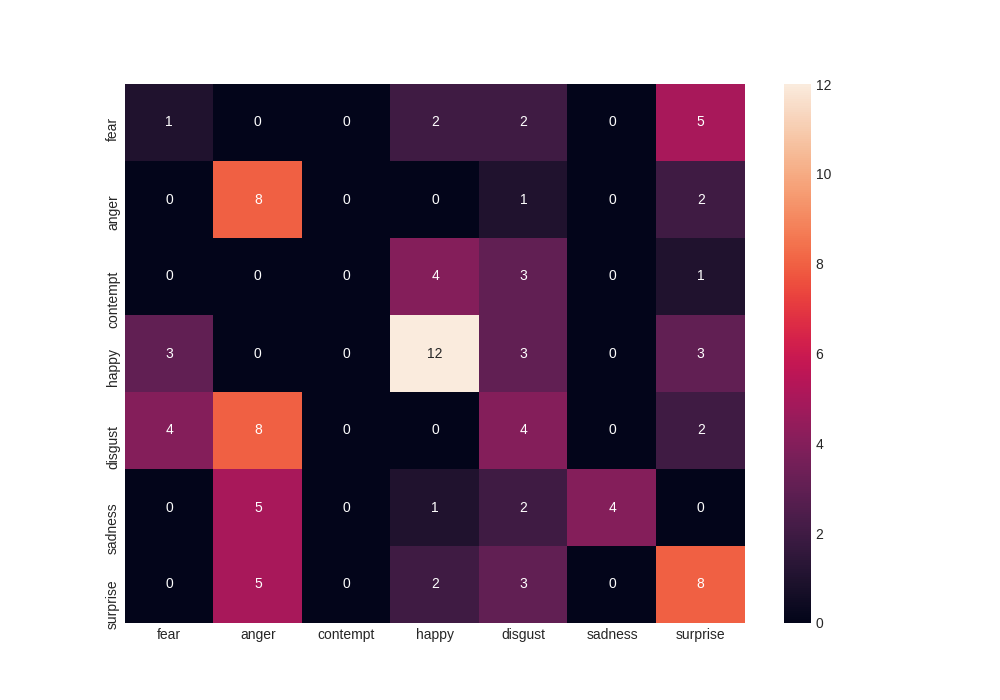 fear 1 0 0 2 2 0 5
anger 0 8 0 0 1 0 2
contempt 0 0 0 4 3 0 1
happy 3 0 0 12 3 0 3
disgust 4 8 0 0 4 0 2
sadness 0 5 0 1 2 4 0
surprise 0 5 0 2 3 0 8
fear anger contempt happy disgust sadness surprise
12
10
8
6
4
2
0